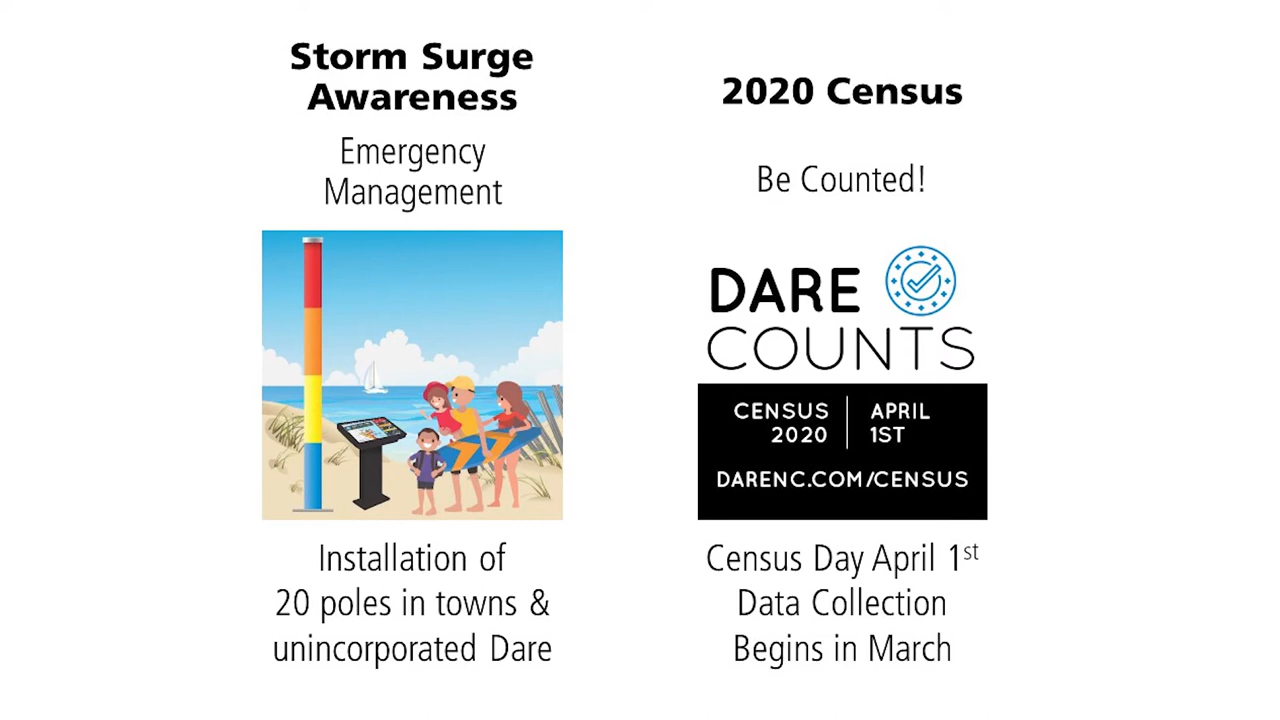 Storm Surge
Awareness
Emergency
Management
Installation of
20 poles in towns &
unincorporated Dare
2020 Census
Be Counted!
DARE
COUNTS
CENSUS
2020
APRIL
1ST
DARENC.COM/CENSUS
Census Day April 1st
Data Collection
Begins in March